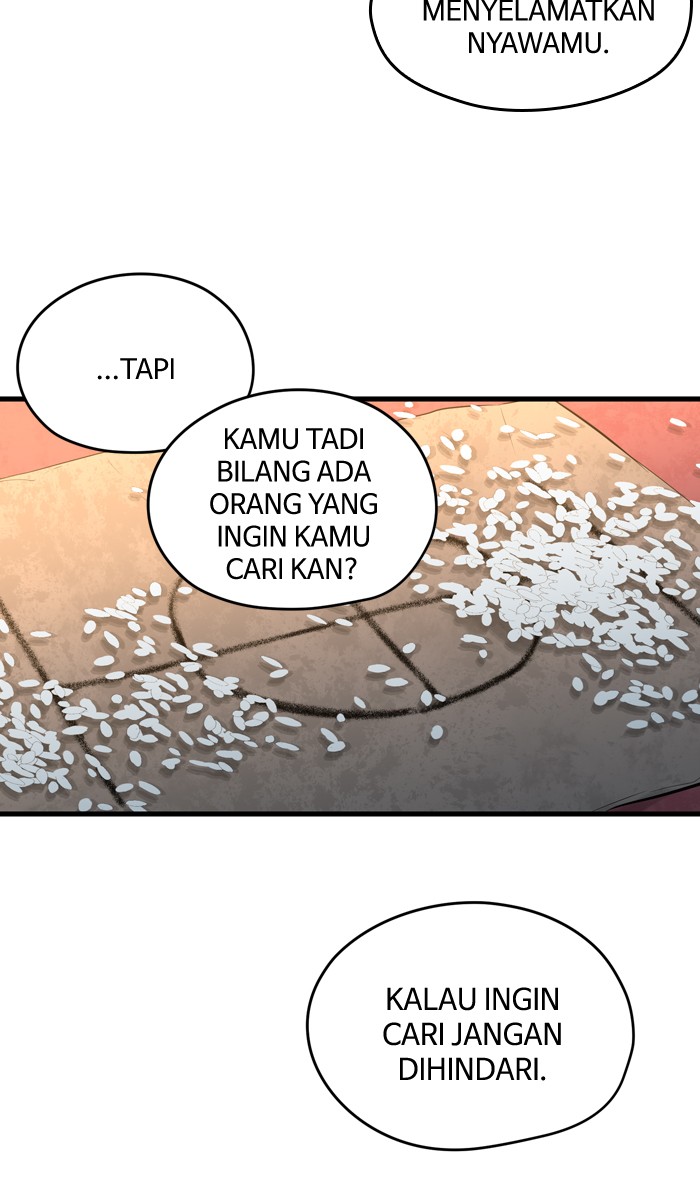 MENYELAMATKAN
NYAWAMU.
...TAPI
KAMU TADI
BILANG ADA
ORANG YANG
INGIN KAMU
CARI KAN?
KALAU INGIN
CARI JANGAN
DIHINDARI.